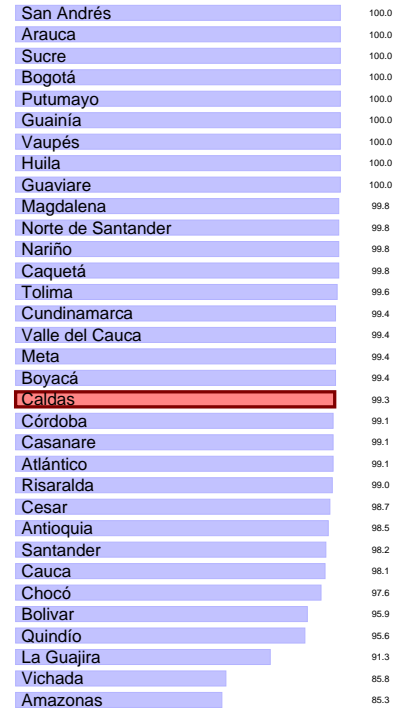 San Andrés 100.0
Arauca 100.0
Sucre 100.0
Bogotá 100.0
Putumayo 100.0
Guainía 100.0
Vaupés 100.0
Huila 100.0
Guaviare 100.0
Magdalena 99.8
Norte de Santander 99.8
Nariño 99.8
Caquetá 99.8
Tolima 99.6
Cundinamarca 99.4
Valle del Cauca 99.4
Meta 99.4
Boyacá 99.4
Caldas 99.3
Córdoba 99.1
Casanare 99.1
Atlántico 99.1
Risaralda 99.0
Cesar 98.7
Antioquia 98.5
Santander 98.2
Cauca 98.1
Chocó 97.6
Bolivar 95.9
Quindío 95.6
La Guajira 91.3
Vichada 85.8
Amazonas 85.3